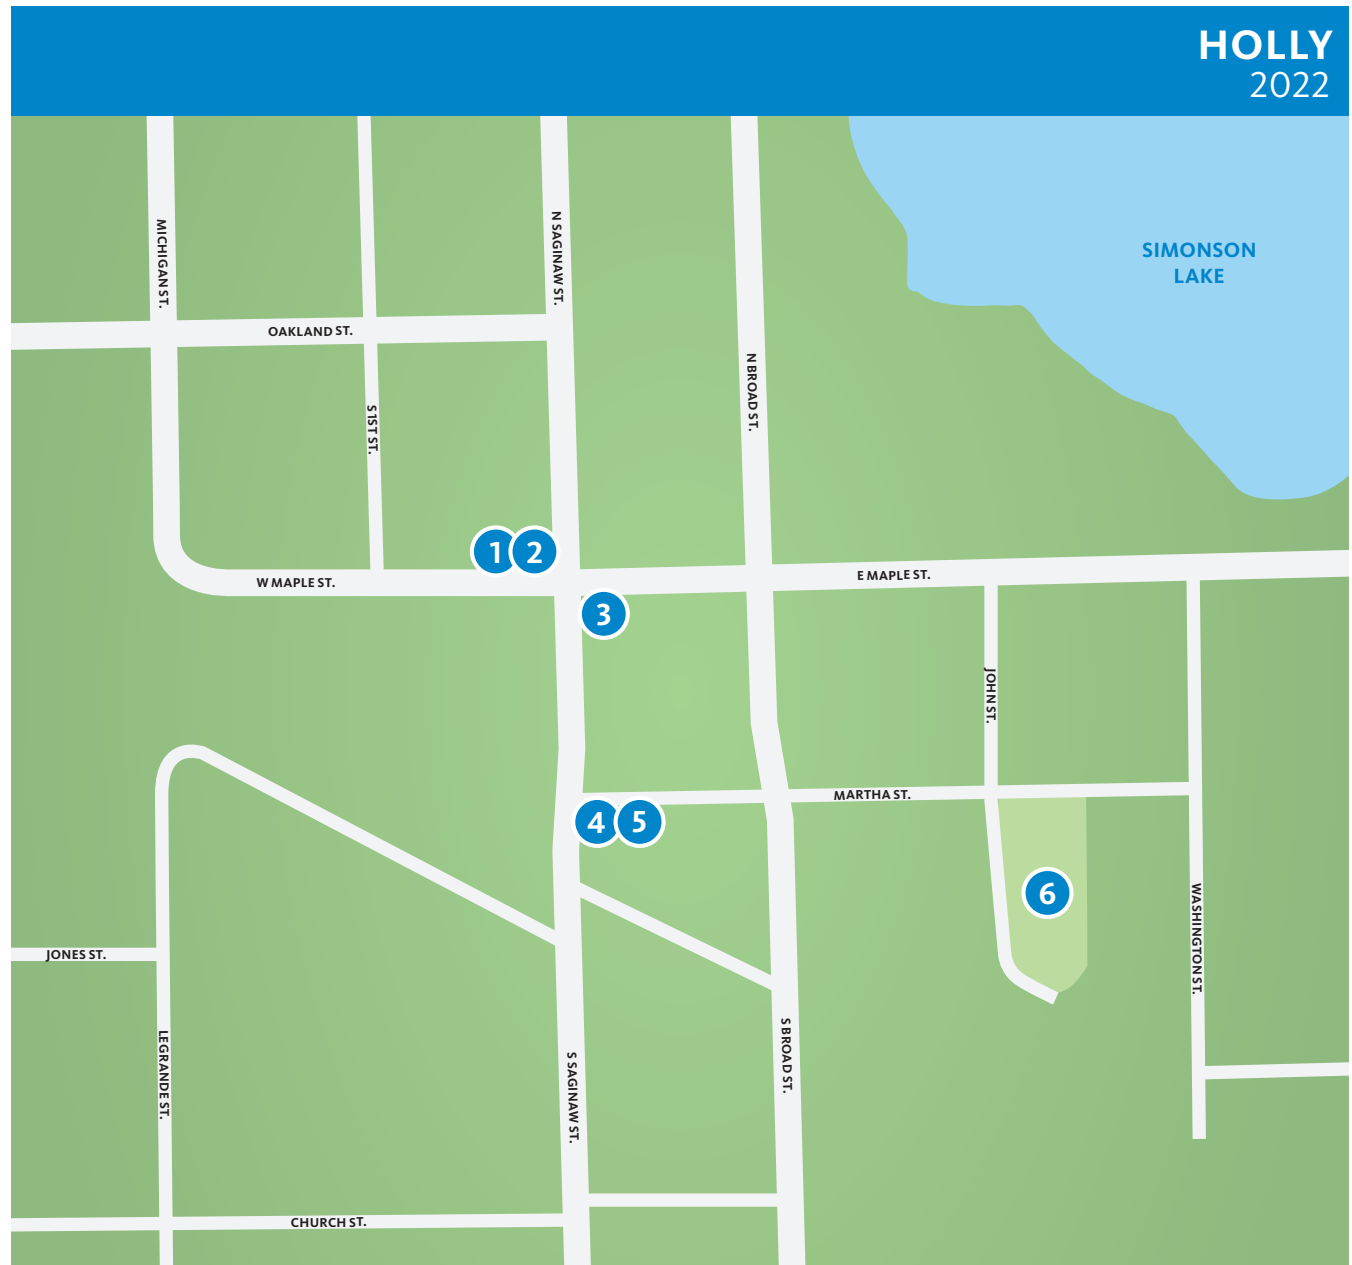 HOLLY
2022
SIMONSON
LAKE
MICHIGAN ST.
N SAGINAW ST.
OAKLAND ST.
N BROAD ST.
S 1ST ST.
1
2
W MAPLE ST.
E MAPLE ST.
3
JOHN ST.
MARTHA ST.
4
5
6
WASHINGTON ST.
JONES ST.
LEGRANDE ST.
S SAGINAW ST.
S BROAD ST.
CHURCH ST.